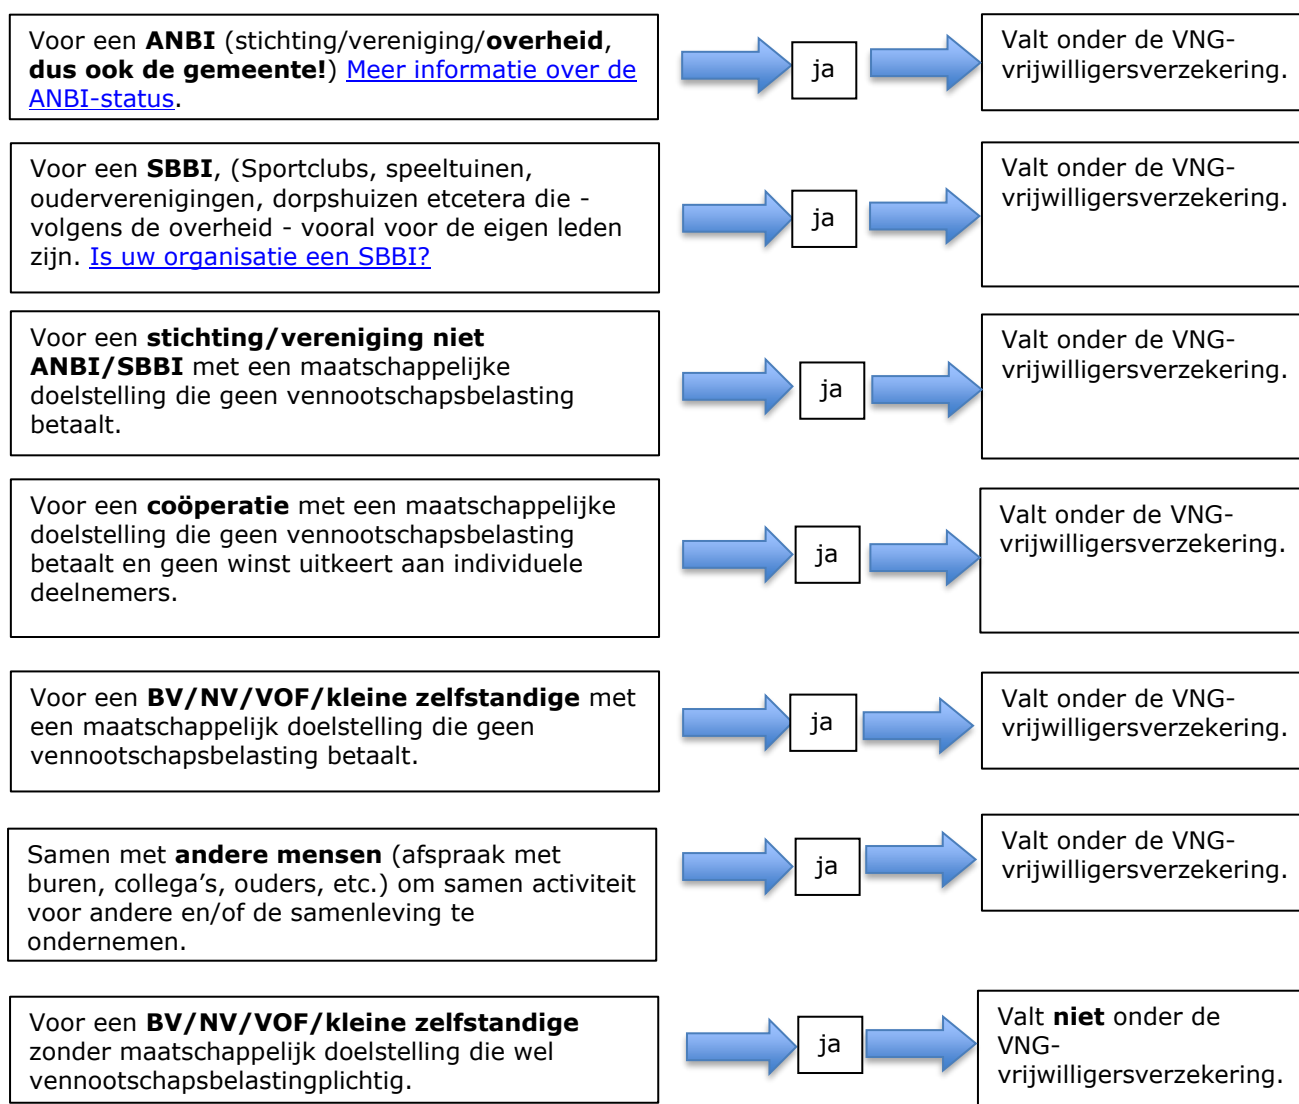 Voor een ANBI (stichting/vereniging/overheid,
dus ook de gemeente!) Meer informatie over de
ANBI-status.
ja
Valt onder de VNG-
vrijwilligersverzekering.
Voor een SBBI, (Sportclubs, speeltuinen,
ouderverenigingen, dorpshuizen etcetera die -
volgens de overheid - vooral voor de eigen leden
zijn. Is uw organisatie een SBBI?
ja
Valt onder de VNG-
vrijwilligersverzekering.
Voor een stichting/vereniging niet
ANBI/SBBI met een maatschappelijke
doelstelling die geen vennootschapsbelasting
betaalt.
ja
Valt onder de VNG-
vrijwilligersverzekering.
Voor een coöperatie met een maatschappelijke
doelstelling die geen vennootschapsbelasting
betaalt en geen winst uitkeert aan individuele
deelnemers.
ja
Valt onder de VNG-
vrijwilligersverzekering.
Voor een BV/NV/VOF/kleine zelfstandige met
een maatschappelijk doelstelling die geen
vennootschapsbelasting betaalt.
ja
Valt onder de VNG-
vrijwilligersverzekering.
Samen met andere mensen (afspraak met
buren, collega's, ouders, etc.) om samen activiteit
voor andere en/of de samenleving te
ondernemen.
ja
Valt onder de VNG-
vrijwilligersverzekering.
Voor een BV/NV/VOF/kleine zelfstandige
zonder maatschappelijk doelstelling die wel
vennootschapsbelastingplichtig.
ja
Valt niet onder de
VNG-
vrijwilligersverzekering.